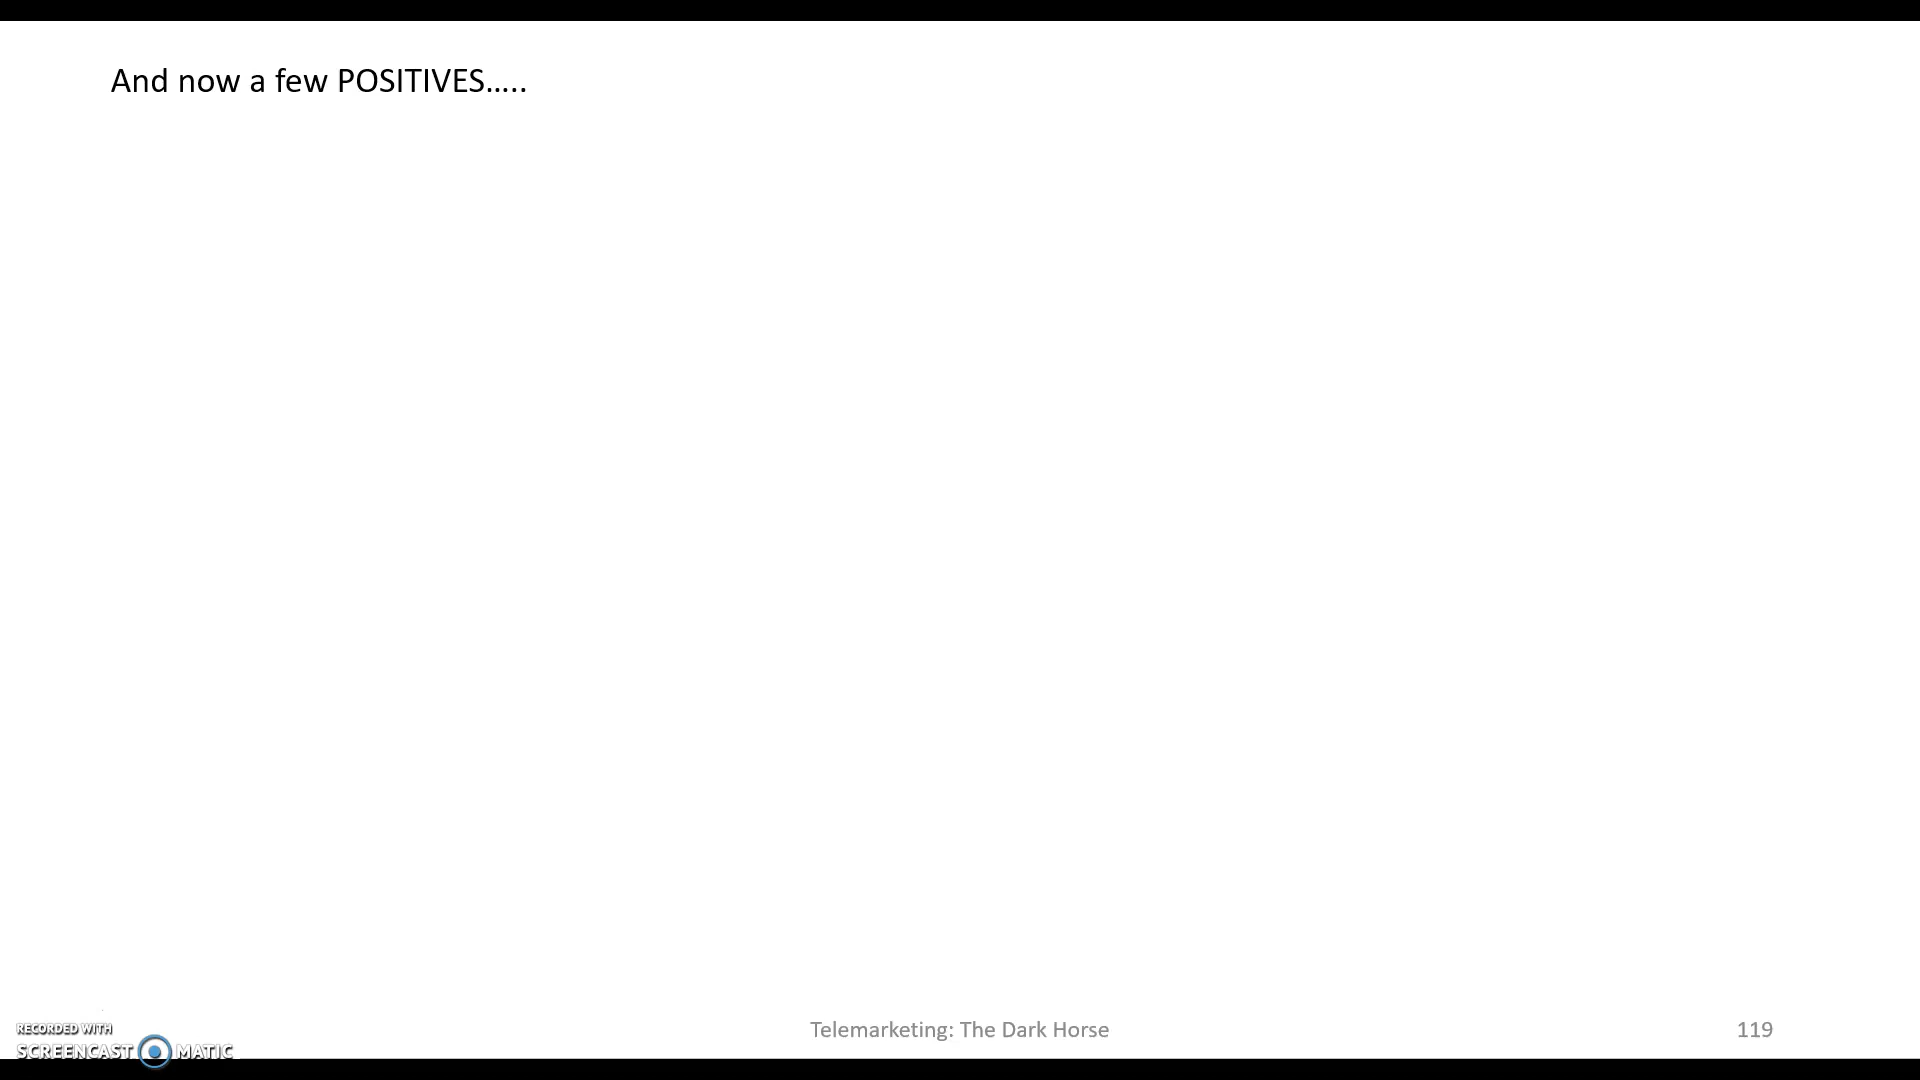 And now a few POSITIVES.....
RECORDED WITH
SCREENCAST MATIC
Telemarketing: The Dark Horse
119